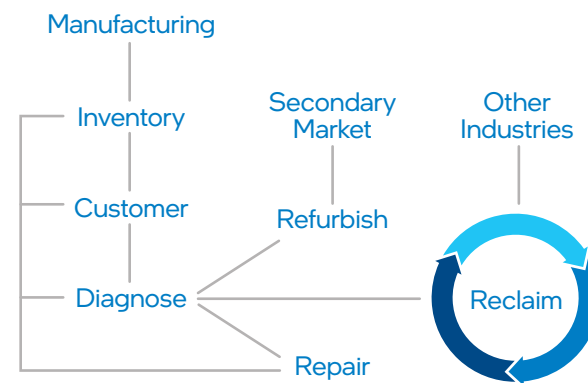 Manufacturing
Inventory
Secondary
Market
Other
Industries
Customer
Refurbish
Diagnose
Reclaim
Repair